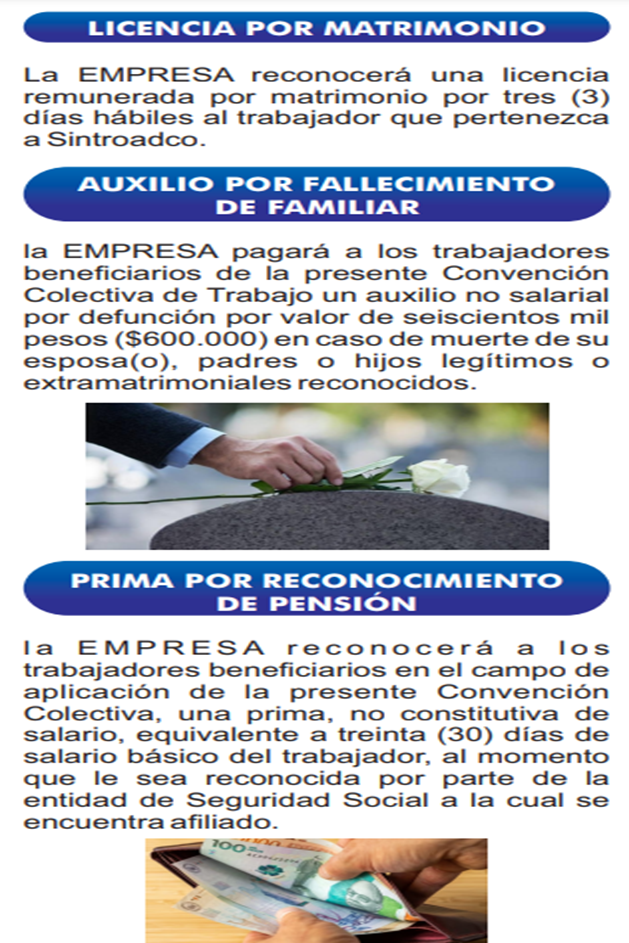 LICENCIA POR MATRIMONIO
La EMPRESA reconocerá una licencia
remunerada por matrimonio por tres (3)
días hábiles al trabajador que pertenezca
a Sintroadco.
AUXILIO POR FALLECIMIENTO
DE FAMILIAR
la EMPRESA pagará a los trabajadores
beneficiarios de la presente Convención
Colectiva de Trabajo un auxilio no salarial
por defunción por valor de seiscientos mil
pesos ($600.000) en caso de muerte de su
esposa(o), padres o hijos legítimos o
extramatrimoniales reconocidos.
PRIMA POR RECONOCIMIENTO
DE PENSIÓN
la EMPRESA reconocerá a los
trabajadores beneficiarios en el campo de
aplicación de la presente Convención
Colectiva, una prima, no constitutiva de
salario, equivalente a treinta (30) días de
salario básico del trabajador, al momento
que le sea reconocida por parte de la
entidad de Seguridad Social a la cual se
encuentra afiliado.
100